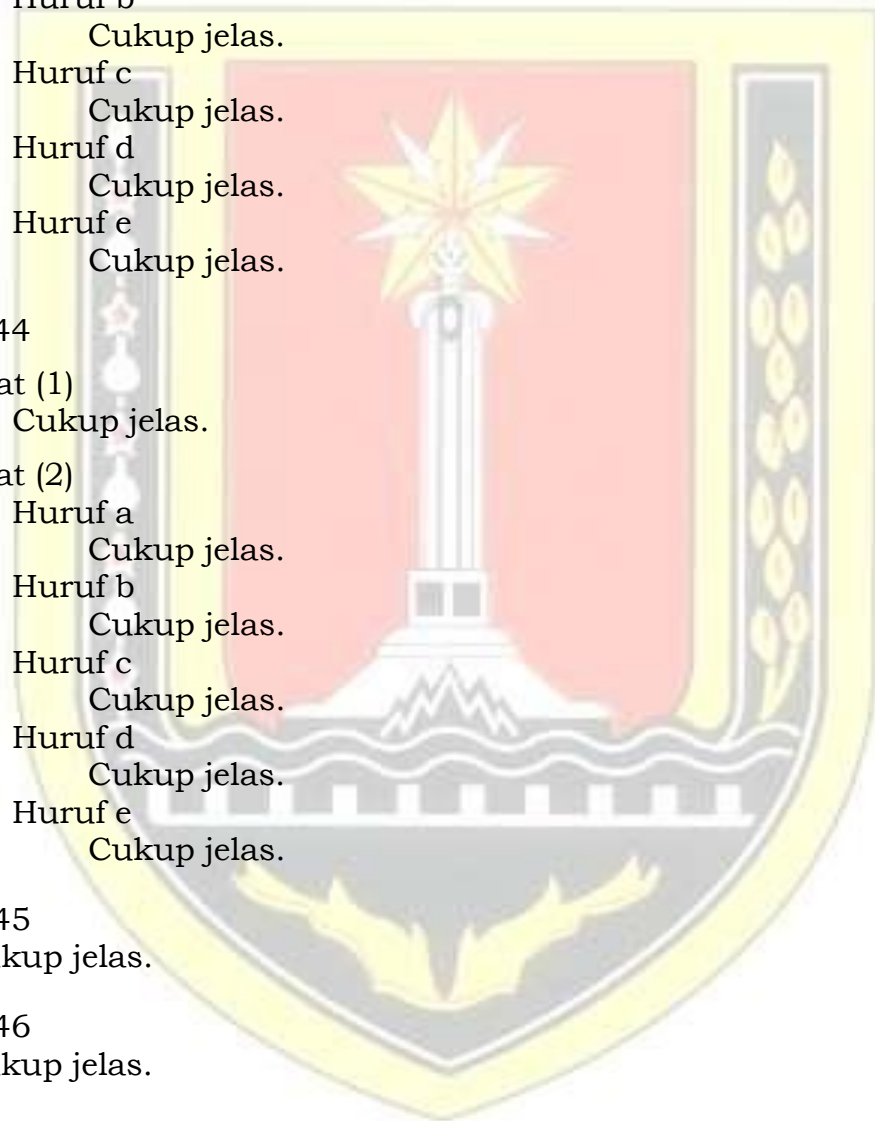 Huruf b
Cukup jelas.
Huruf c
Cukup jelas.
Huruf d
Cukup jelas.
Huruf e
Cukup jelas.
44
at (1)
Cukup jelas.
at (2)
Huruf a
Cukup jelas.
Huruf b
Cukup jelas.
Huruf c
Cukup jelas.
Huruf d
Cukup jelas.
Huruf e
Cukup jelas.
45
kup jelas.
46
kup jelas.